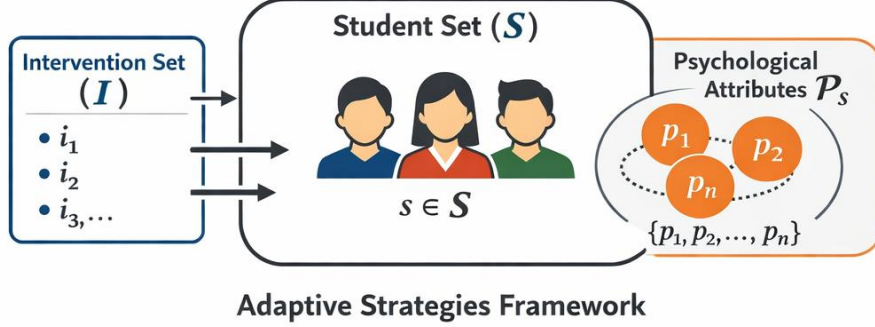 Intervention Set
(I)
• i₁
• i₂
• i₃,...
Student Set (S)
s ∈ S
Psychological
Attributes 𝒫ₛ
p₁
p₂
pₙ
{p₁, p₂,..., pₙ}
Adaptive Strategies Framework